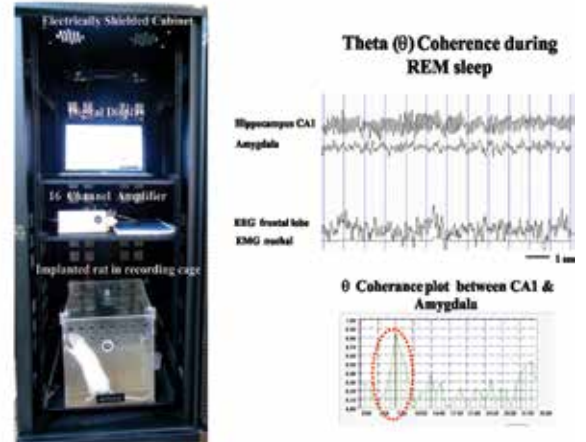 Electrically Shielded Cabinet
Digital Display
16 Channel Amplifier
Implanted rat in recording cage
Theta (θ) Coherence during
REM sleep
Hippocampus CA1
Amygdala
EEG frontal lobe
EMG nuchal
1 sec
θ Coherance plot between CA1 &
Amygdala